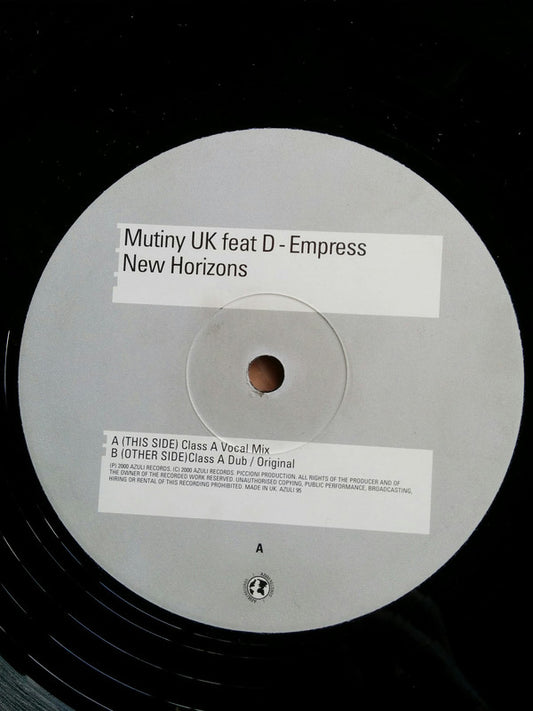 Mutiny UK feat D - Empress
New Horizons
A (THIS SIDE) Class A Vocal Mix
B (OTHER SIDE)Class A Dub / Original
(P) 2000 AZULI RECORDS. (C) 2000 AZULI RECORDS. PICCIONI PRODUCTION. ALL RIGHTS OF THE PRODUCER AND OF
THE OWNER OF THE RECORDED WORK RESERVED. UNAUTHORISED COPYING, PUBLIC PERFORMANCE, BROADCASTING,
HIRING OR RENTAL OF THIS RECORDING PROHIBITED. MADE IN UK. AZULI 95
A